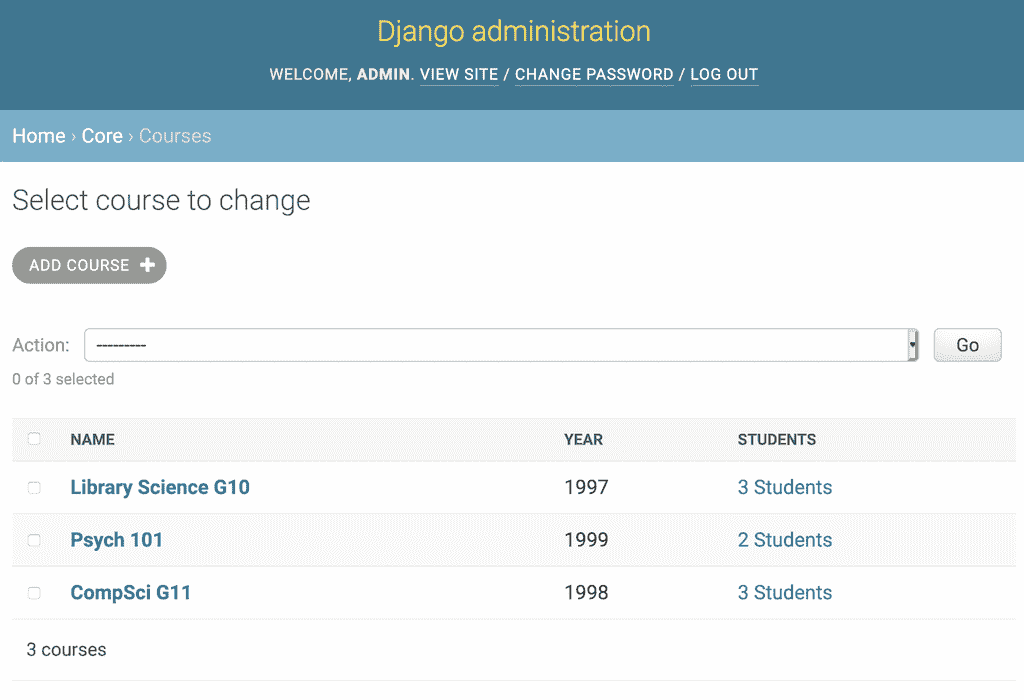 Django administration
WELCOME, ADMIN. VIEW SITE / CHANGE PASSWORD / LOG OUT
Home › Core › Courses
Select course to change
ADD COURSE +
Action: --------- Go
0 of 3 selected
NAME YEAR STUDENTS
Library Science G10 1997 3 Students
Psych 101 1999 2 Students
CompSci G11 1998 3 Students
3 courses